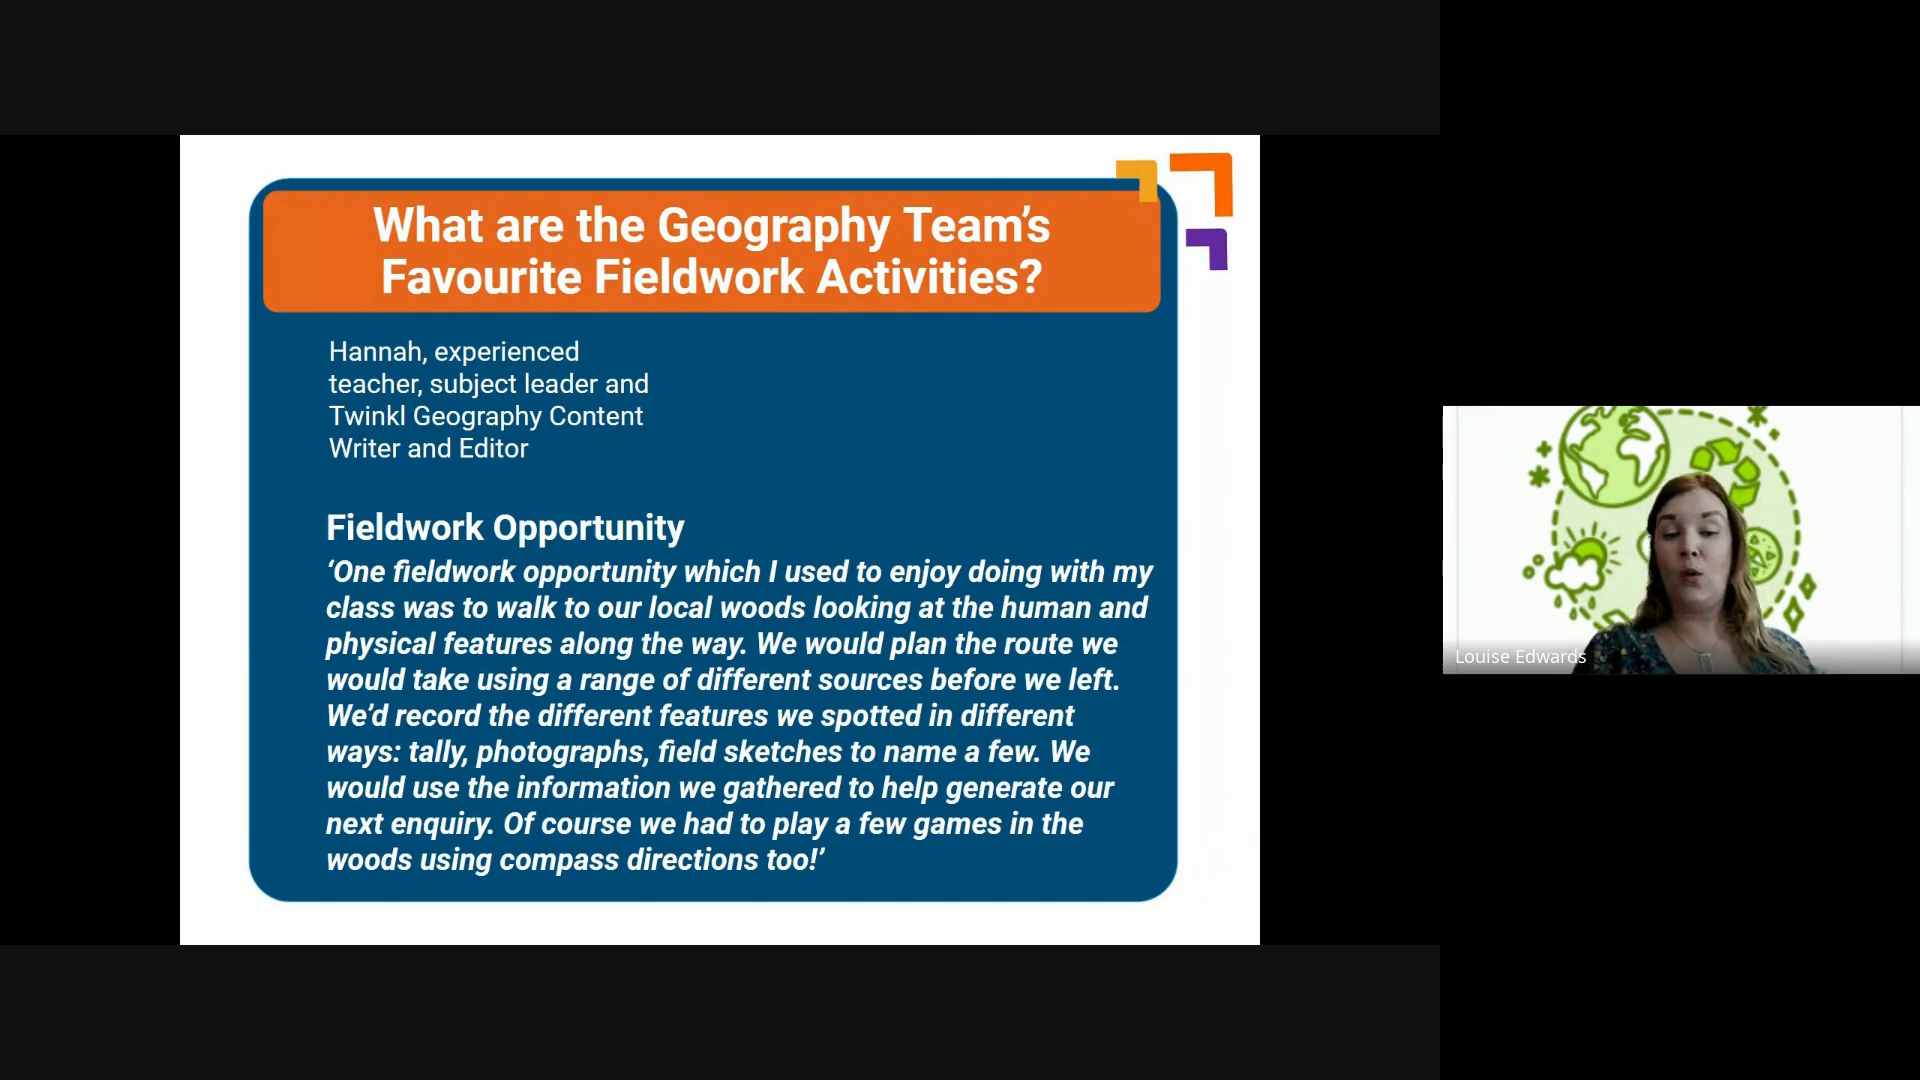 What are the Geography Team’s
Favourite Fieldwork Activities?
Hannah, experienced
teacher, subject leader and
Twinkl Geography Content
Writer and Editor
Fieldwork Opportunity
‘One fieldwork opportunity which I used to enjoy doing with my
class was to walk to our local woods looking at the human and
physical features along the way. We would plan the route we
would take using a range of different sources before we left.
We’d record the different features we spotted in different
ways: tally, photographs, field sketches to name a few. We
would use the information we gathered to help generate our
next enquiry. Of course we had to play a few games in the
woods using compass directions too!’
Louise Edwards